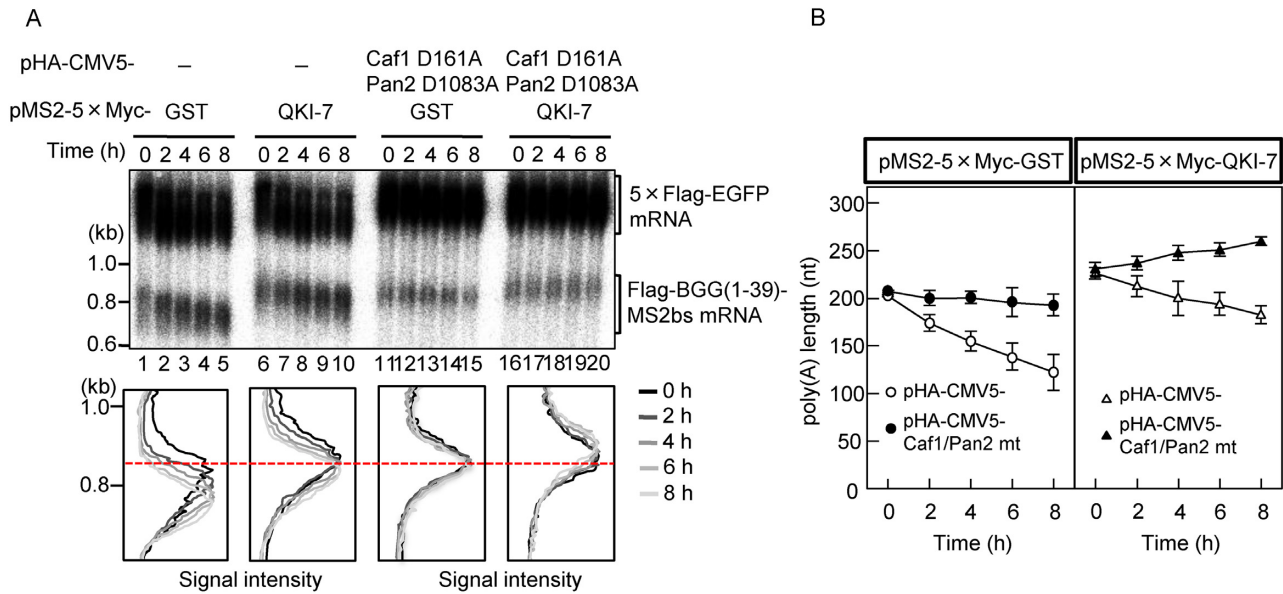 A
pHA-CMV5- – – Caf1 D161A Caf1 D161A
Pan2 D1083A Pan2 D1083A
pMS2-5×Myc- GST QKI-7 GST QKI-7
Time (h) 0 2 4 6 8 0 2 4 6 8 0 2 4 6 8 0 2 4 6 8
5×Flag-EGFP
mRNA
(kb)
1.0
0.8
0.6
Flag-BGG(1-39)-
MS2bs mRNA
1 2 3 4 5 6 7 8 9 10 11 12 13 14 15 16 17 18 19 20
(kb)
1.0
0.8
0 h
2 h
4 h
6 h
8 h
Signal intensity Signal intensity
B
pMS2-5×Myc-GST pMS2-5×Myc-QKI-7
poly(A) length (nt)
300
250
200
150
100
50
0
pHA-CMV5-
pHA-CMV5-
Caf1/Pan2 mt
pHA-CMV5-
pHA-CMV5-
Caf1/Pan2 mt
0 2 4 6 8 0 2 4 6 8
Time (h) Time (h)